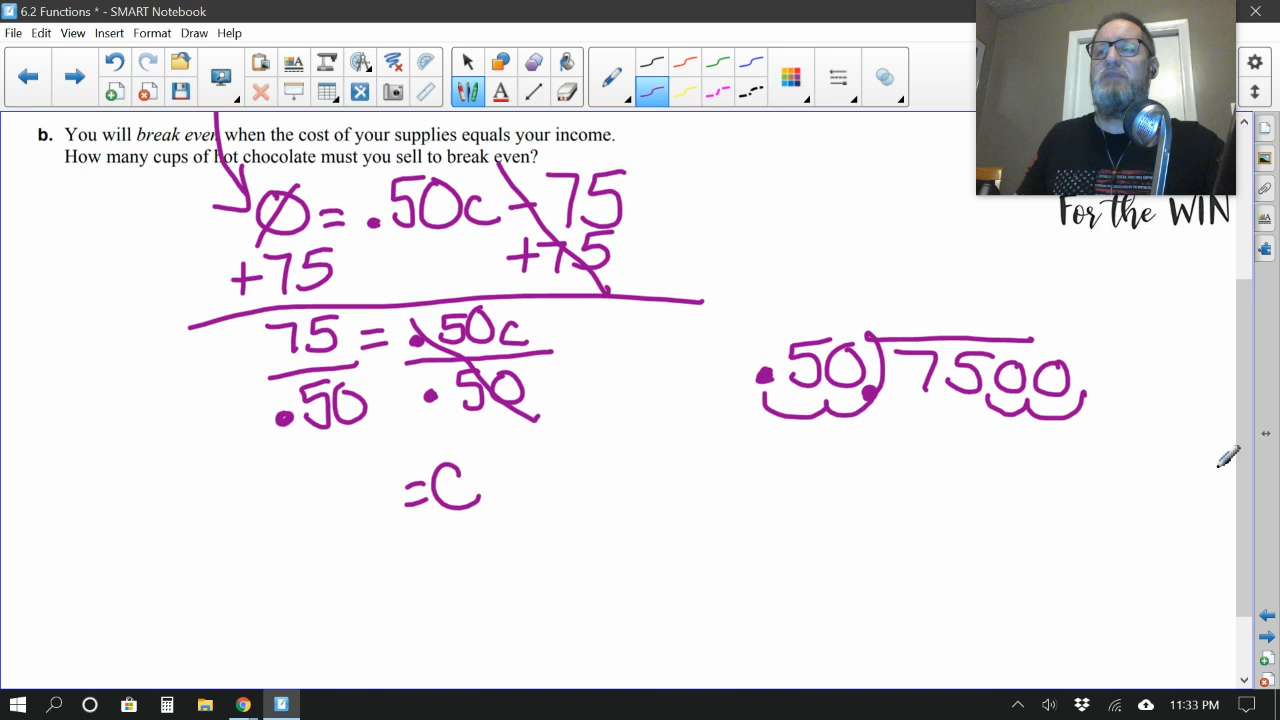 6.2 Functions * - SMART Notebook
File Edit View Insert Format Draw Help
b. You will break even when the cost of your supplies equals your income.
How many cups of hot chocolate must you sell to break even?
For the WIN
0 = .50c - 75
+75 +75
75 = .50c
.50 .50
.50 7500
= C
11:33 PM